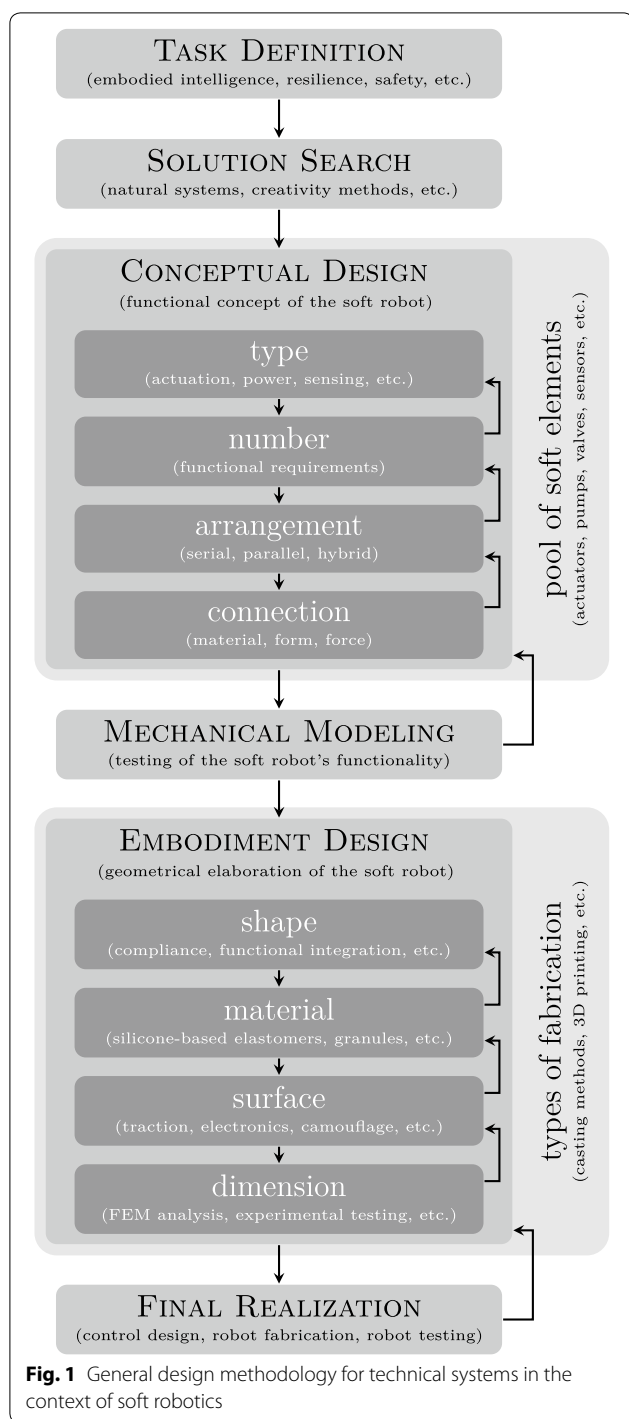 TASK DEFINITION
(embodied intelligence, resilience, safety, etc.)
SOLUTION SEARCH
(natural systems, creativity methods, etc.)
CONCEPTUAL DESIGN
(functional concept of the soft robot)
type
(actuation, power, sensing, etc.)
number
(functional requirements)
arrangement
(serial, parallel, hybrid)
connection
(material, form, force)
pool of soft elements
(actuators, pumps, valves, sensors, etc.)
MECHANICAL MODELING
(testing of the soft robot's functionality)
EMBODIMENT DESIGN
(geometrical elaboration of the soft robot)
shape
(compliance, functional integration, etc.)
material
(silicone-based elastomers, granules, etc.)
surface
(traction, electronics, camouflage, etc.)
dimension
(FEM analysis, experimental testing, etc.)
types of fabrication
(casting methods, 3D printing, etc.)
FINAL REALIZATION
(control design, robot fabrication, robot testing)
Fig. 1 General design methodology for technical systems in the
context of soft robotics